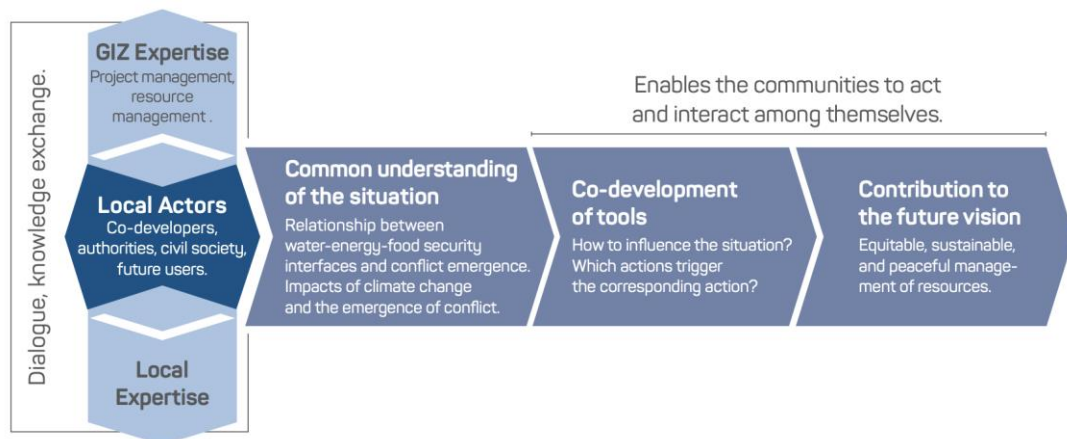 Dialogue, knowledge exchange.
GIZ Expertise
Project management,
resource
management .
Local Actors
Co-developers,
authorities, civil society,
future users.
Local
Expertise
Common understanding
of the situation
Relationship between
water-energy-food security
interfaces and conflict emergence.
Impacts of climate change
and the emergence of conflict.
Enables the communities to act
and interact among themselves.
Co-development
of tools
How to influence the situation?
Which actions trigger
the corresponding action?
Contribution to
the future vision
Equitable, sustainable,
and peaceful manage-
ment of resources.